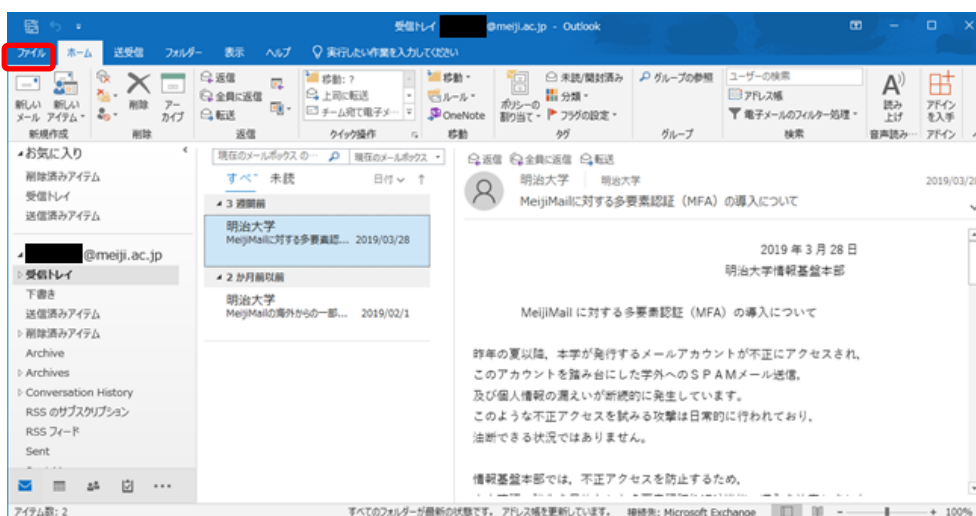 受信トレイ @meiji.ac.jp - Outlook
ファイル ホーム 送受信 フォルダー 表示 ヘルプ 実行したい作業を入力してください
新しいメール
新しいアイテム
新規作成
削除
アーカイブ
削除
返信
全員に返信
転送
返信
移動: ?
上司に転送
チーム宛て電子メ…
クイック操作
移動
ルール
OneNote
移動
ポリシーの割り当て
未読/開封済み
分類
フラグの設定
タグ
グループの参照
グループ
ユーザーの検索
アドレス帳
電子メールのフィルター処理
検索
読み上げ
音声読み…
アドインを入手
アドイン
お気に入り
削除済みアイテム
受信トレイ
送信済みアイテム
@meiji.ac.jp
受信トレイ
下書き
送信済みアイテム
削除済みアイテム
Archive
Archives
Conversation History
RSS のサブスクリプション
RSS フィード
Sent
現在のメールボックス の… 現在のメールボックス
すべて 未読 日付
3 週間前
明治大学
MeijiMailに対する多要素認... 2019/03/28
2 か月前以前
明治大学
MeijiMailの海外からの一部... 2019/02/1
返信 全員に返信 転送
明治大学 明治大学
MeijiMailに対する多要素認証（MFA）の導入について
2019/03/28
2019 年 3 月 28 日
明治大学情報基盤本部
MeijiMail に対する多要素認証（MFA）の導入について
昨年の夏以降，本学が発行するメールアカウントが不正にアクセスされ，
このアカウントを踏み台にした学外へのＳＰＡＭメール送信，
及び個人情報の漏えいが断続的に発生しています。
このような不正アクセスを試みる攻撃は日常的に行われており，
油断できる状況ではありません。
情報基盤本部では，不正アクセスを防止するため，
アイテム数: 2
すべてのフォルダーが最新の状態です。 アドレス帳を更新しています。 接続先: Microsoft Exchange
100%